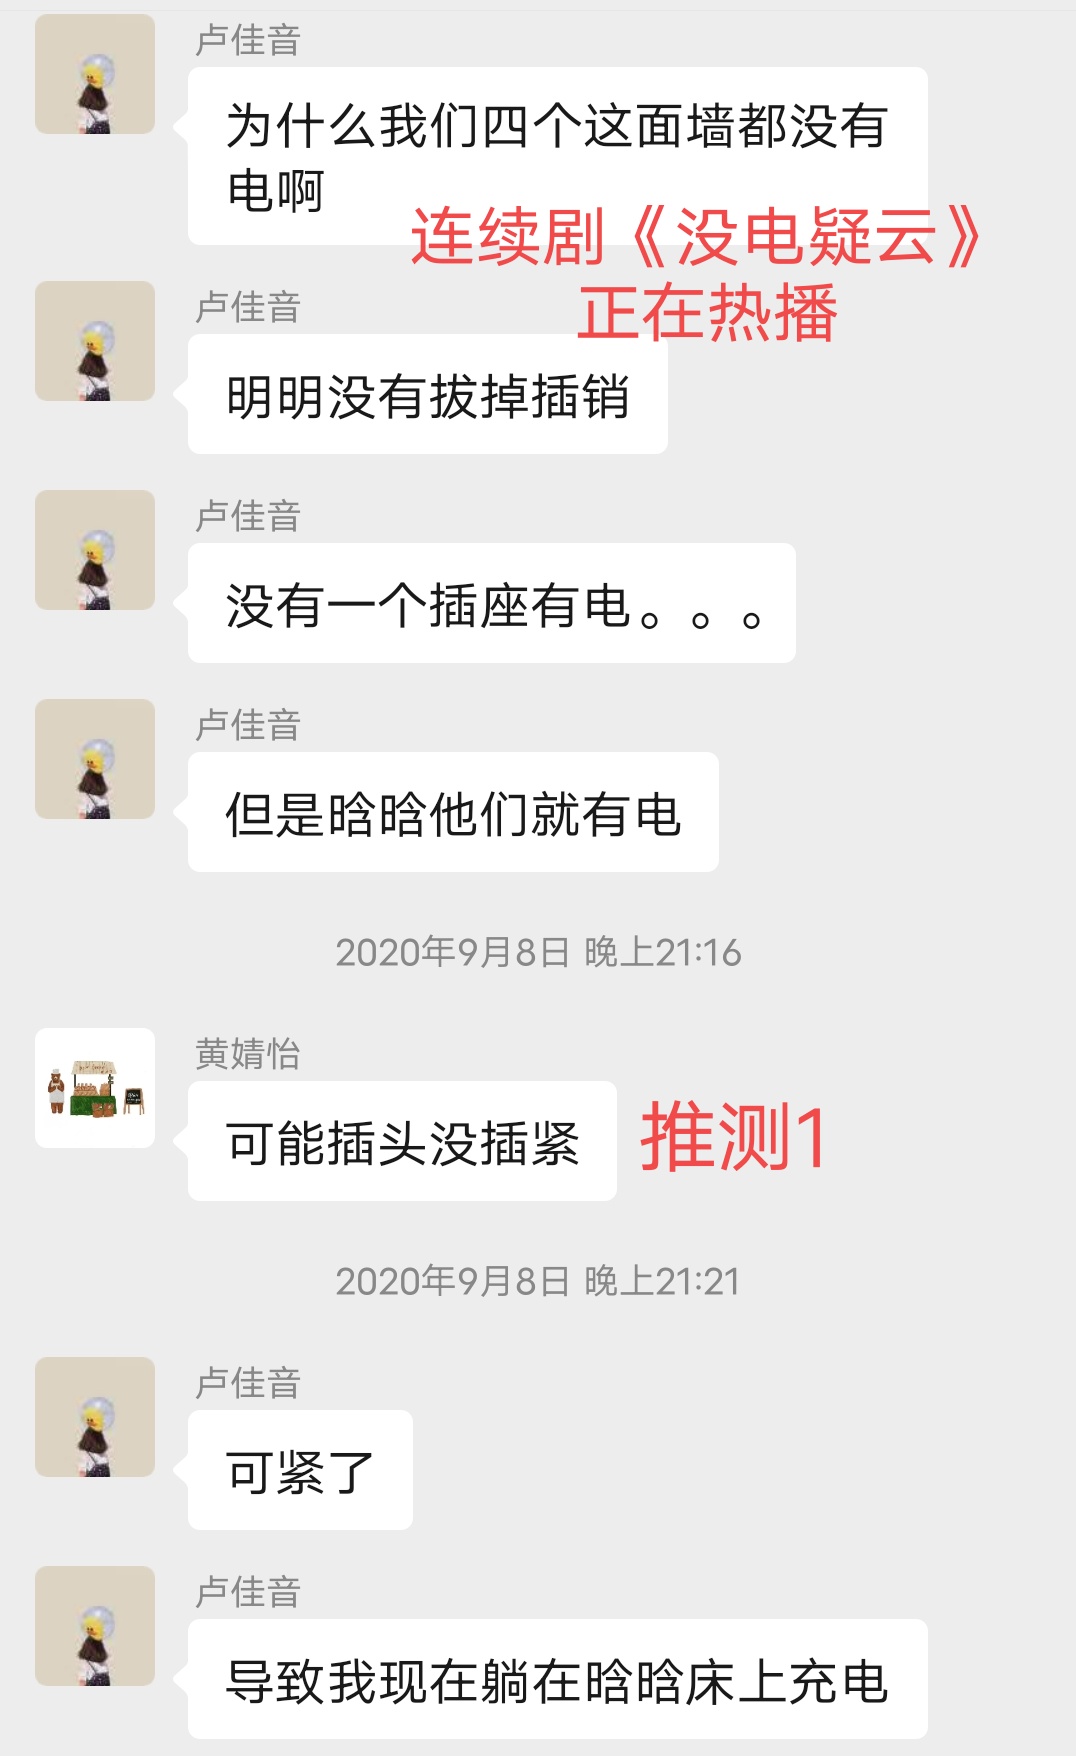 卢佳音
为什么我们四个这面墙都没有
电啊
连续剧《没电疑云》
正在热播
卢佳音
明明没有拔掉插销
卢佳音
没有一个插座有电。。。
卢佳音
但是晗晗他们就有电
2020年9月8日 晚上21:16
黄婧怡
可能插头没插紧
推测1
2020年9月8日 晚上21:21
卢佳音
可紧了
卢佳音
导致我现在躺在晗晗床上充电